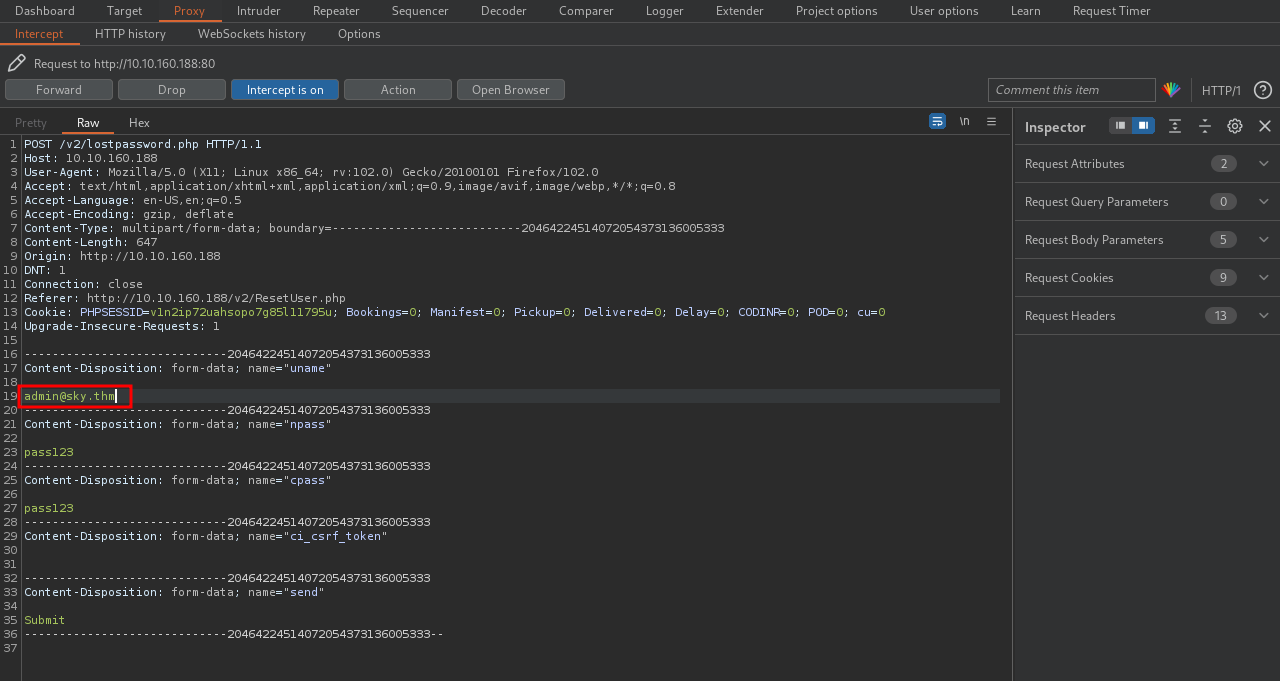 Dashboard Target Proxy Intruder Repeater Sequencer Decoder Comparer Logger Extender Project options User options Learn Request Timer
Intercept HTTP history WebSockets history Options
Request to http://10.10.160.188:80
Forward Drop Intercept is on Action Open Browser Comment this item HTTP/1 ?
Pretty Raw Hex \n Inspector
1 POST /v2/lostpassword.php HTTP/1.1
2 Host: 10.10.160.188
3 User-Agent: Mozilla/5.0 (X11; Linux x86_64; rv:102.0) Gecko/20100101 Firefox/102.0
4 Accept: text/html,application/xhtml+xml,application/xml;q=0.9,image/avif,image/webp,*/*;q=0.8
5 Accept-Language: en-US,en;q=0.5
6 Accept-Encoding: gzip, deflate
7 Content-Type: multipart/form-data; boundary=---------------------------204642245140720543731360​05333
8 Content-Length: 647
9 Origin: http://10.10.160.188
10 DNT: 1
11 Connection: close
12 Referer: http://10.10.160.188/v2/ResetUser.php
13 Cookie: PHPSESSID=v1n2ip72uahsopo7g85l11795u; Bookings=0; Manifest=0; Pickup=0; Delivered=0; Delay=0; CODINR=0; POD=0; cu=0
14 Upgrade-Insecure-Requests: 1
15
16 -----------------------------20464224514072054373136005333
17 Content-Disposition: form-data; name="uname"
18
19 admin@sky.thm
20 -----------------------------20464224514072054373136005333
21 Content-Disposition: form-data; name="npass"
22
23 pass123
24 -----------------------------20464224514072054373136005333
25 Content-Disposition: form-data; name="cpass"
26
27 pass123
28 -----------------------------20464224514072054373136005333
29 Content-Disposition: form-data; name="ci_csrf_token"
30
31
32 -----------------------------20464224514072054373136005333
33 Content-Disposition: form-data; name="send"
34
35 Submit
36 -----------------------------20464224514072054373136005333--
37
Request Attributes 2
Request Query Parameters 0
Request Body Parameters 5
Request Cookies 9
Request Headers 13